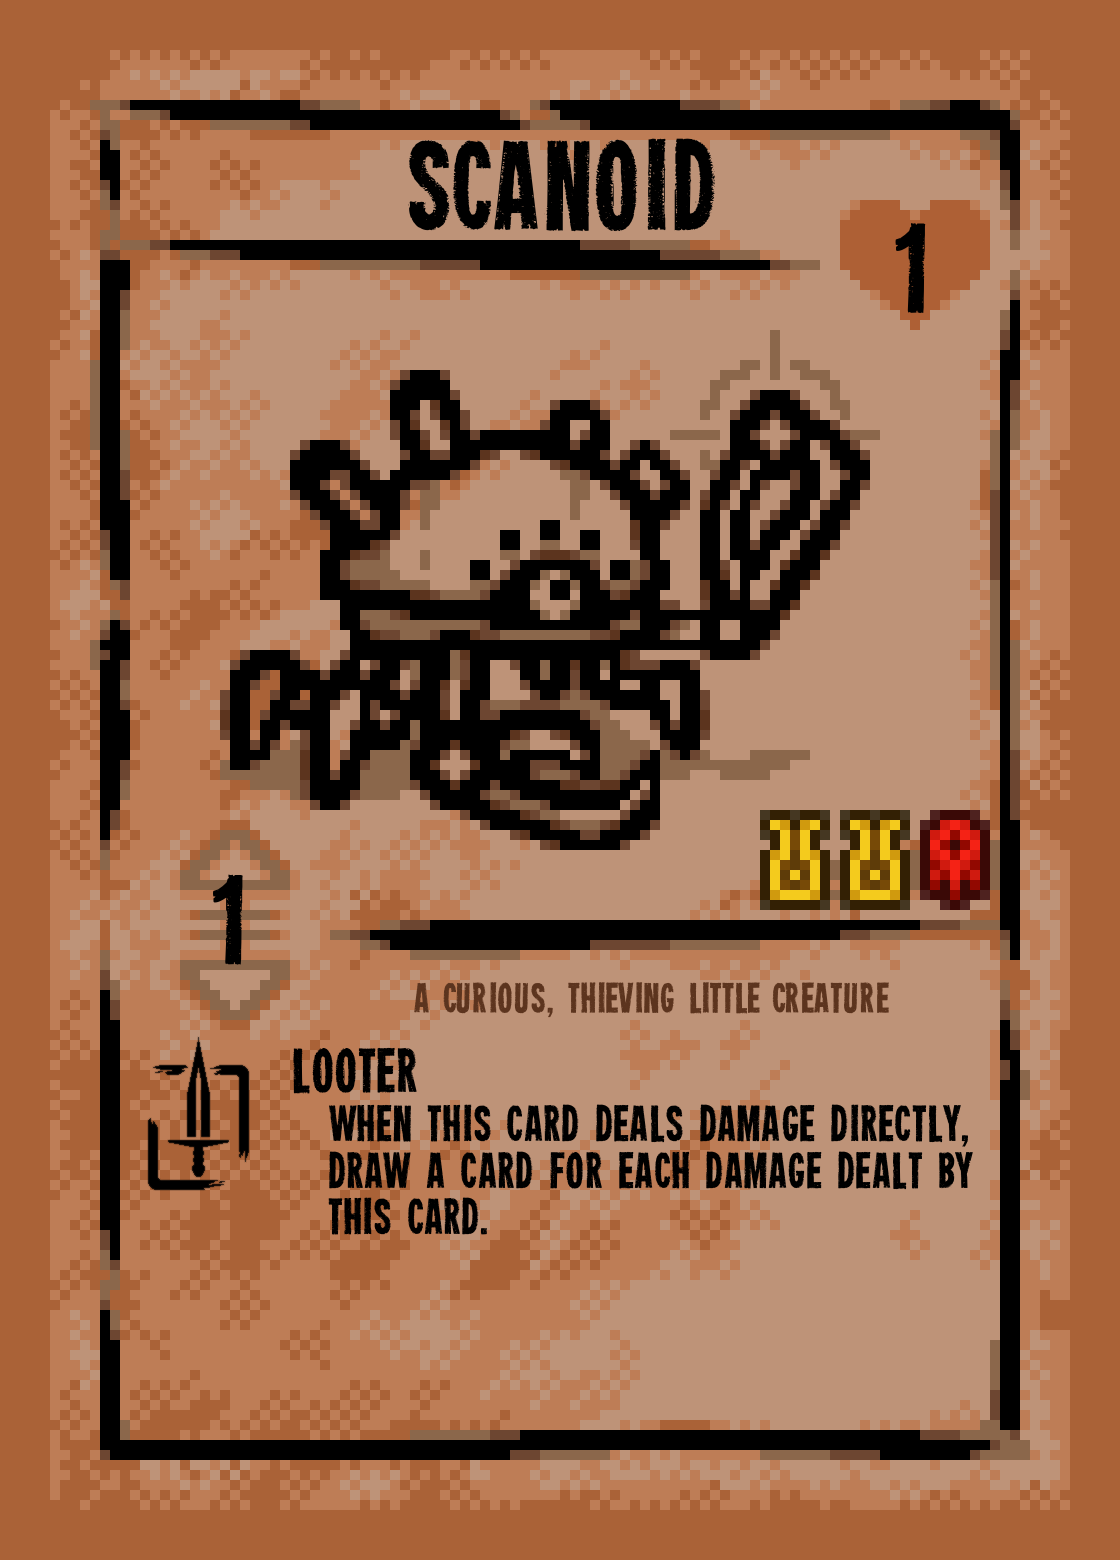 SCANOID
1
1
A CURIOUS, THIEVING LITTLE CREATURE
LOOTER
WHEN THIS CARD DEALS DAMAGE DIRECTLY,
DRAW A CARD FOR EACH DAMAGE DEALT BY
THIS CARD.